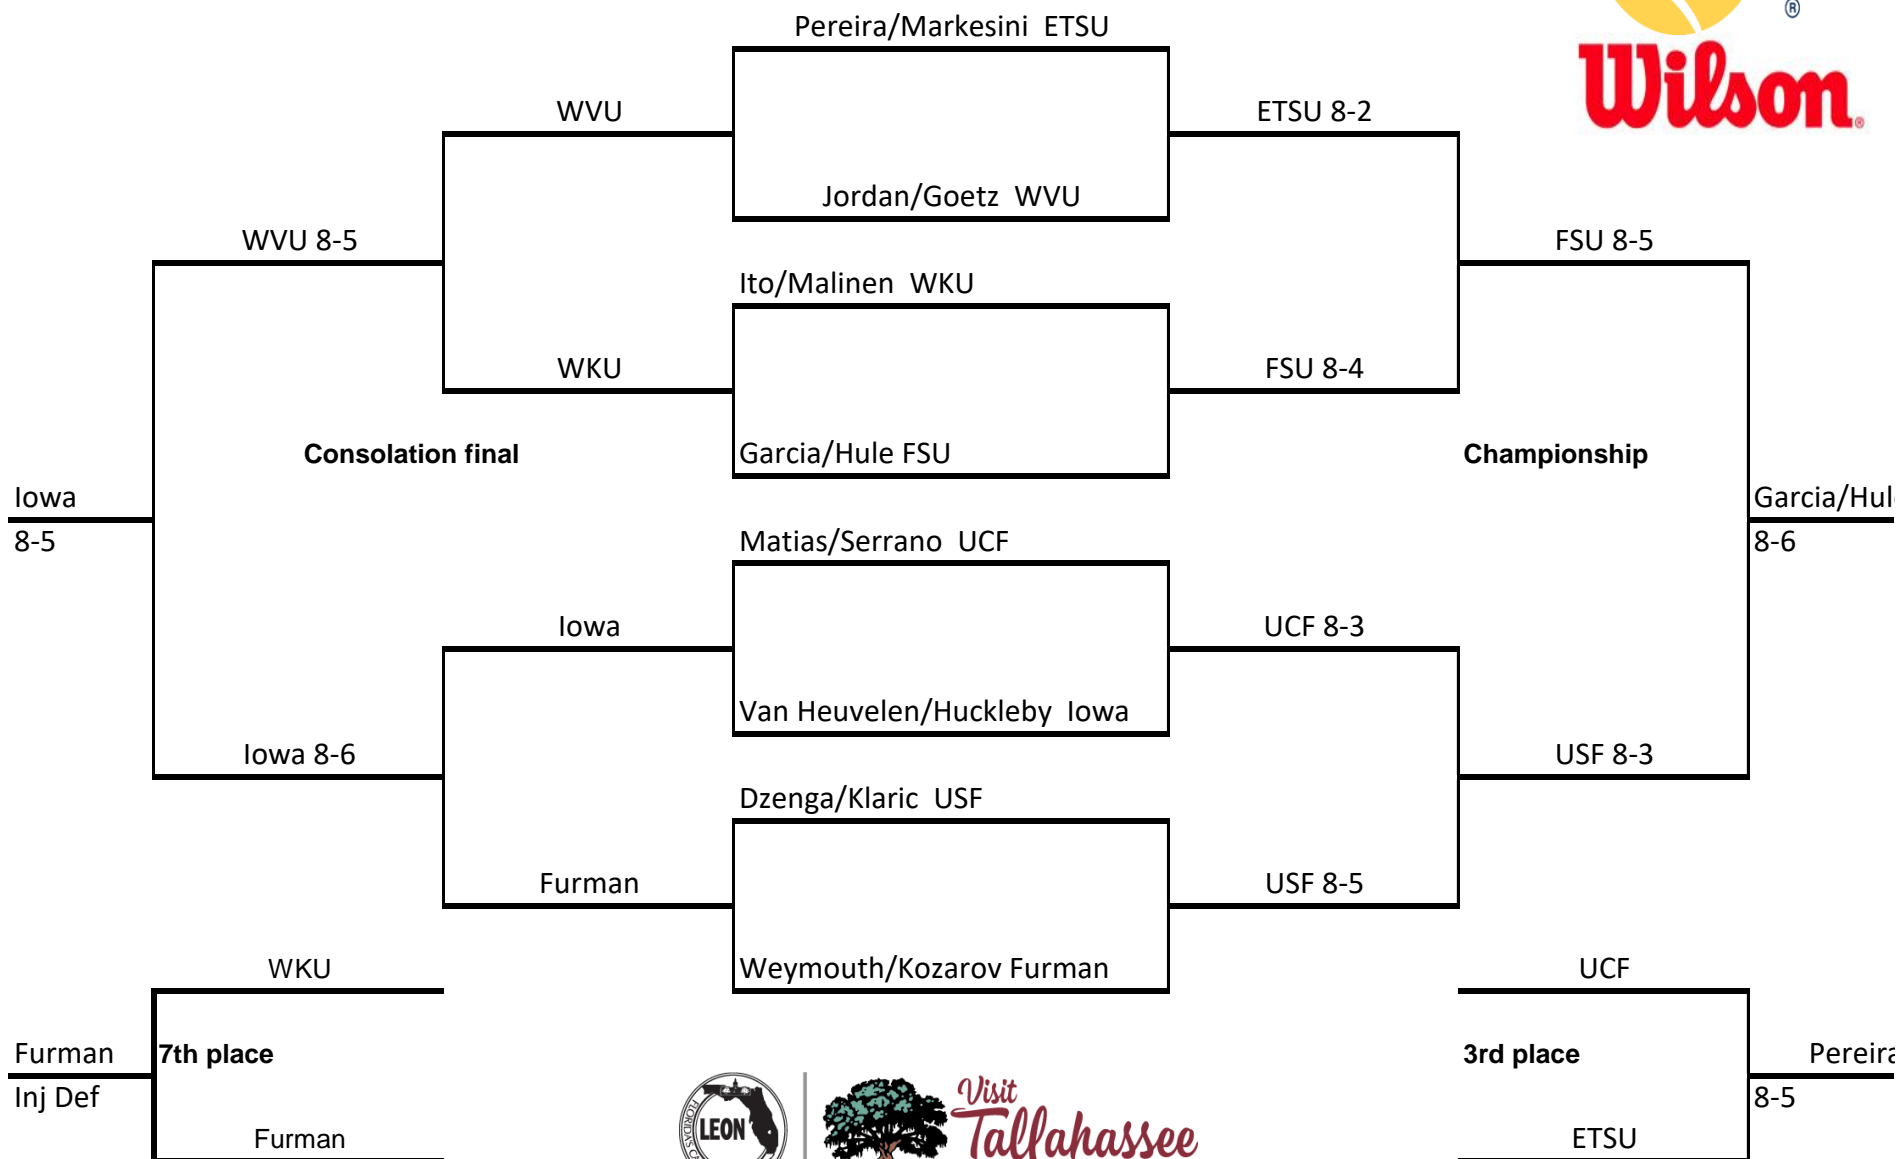 Pereira/Markesini ETSU
®
Wilson®
WVU
ETSU 8-2
Jordan/Goetz WVU
WVU 8-5
FSU 8-5
Ito/Malinen WKU
WKU
FSU 8-4
Consolation final
Garcia/Hule FSU
Championship
Iowa
Garcia/Hul
8-5
Matias/Serrano UCF
8-6
Iowa
UCF 8-3
Van Heuvelen/Huckleby Iowa
Iowa 8-6
USF 8-3
Dzenga/Klaric USF
Furman
USF 8-5
WKU
Weymouth/Kozarov Furman
UCF
Furman
7th place
3rd place
Pereira
Inj Def
8-5
LEON
Visit
Tallahassee
Furman
ETSU